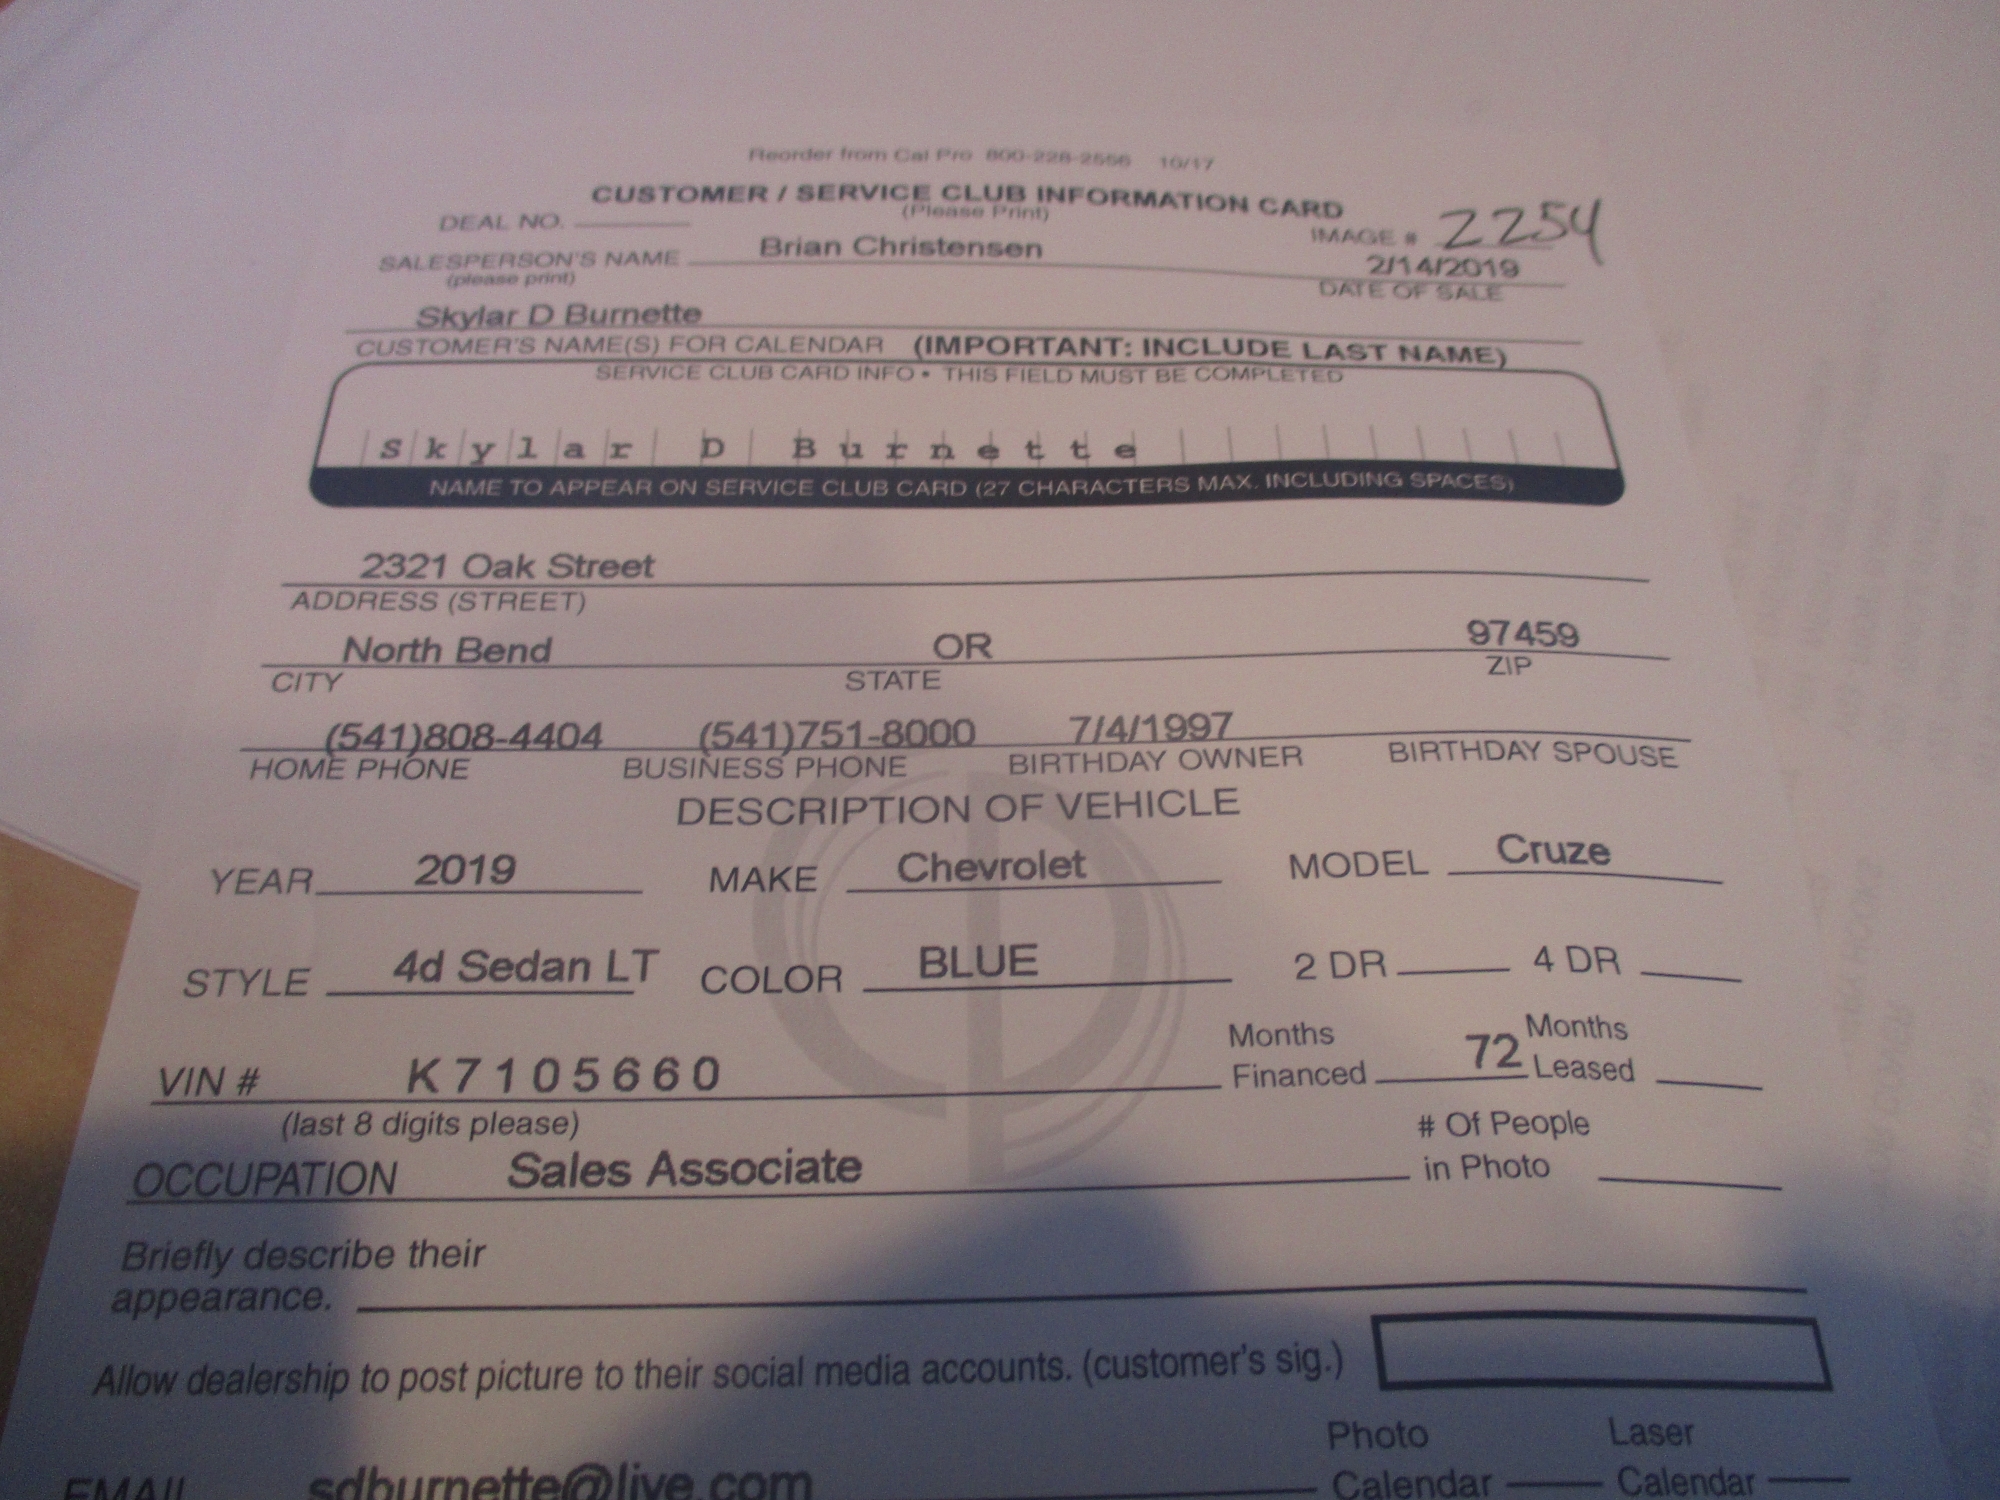 Reorder from Cal Pro 800-228-2556 10/17
CUSTOMER / SERVICE CLUB INFORMATION CARD
(Please Print)
DEAL NO.
IMAGE # 2254
SALESPERSON'S NAME Brian Christensen
(please print)
2/14/2019
DATE OF SALE
Skylar D Burnette
CUSTOMER'S NAME(S) FOR CALENDAR (IMPORTANT: INCLUDE LAST NAME)
SERVICE CLUB CARD INFO • THIS FIELD MUST BE COMPLETED
Skylar D Burnette
NAME TO APPEAR ON SERVICE CLUB CARD (27 CHARACTERS MAX. INCLUDING SPACES)
2321 Oak Street
ADDRESS (STREET)
North Bend OR 97459
CITY STATE ZIP
(541)808-4404 (541)751-8000 7/4/1997
HOME PHONE BUSINESS PHONE BIRTHDAY OWNER BIRTHDAY SPOUSE
DESCRIPTION OF VEHICLE
YEAR 2019 MAKE Chevrolet MODEL Cruze
STYLE 4d Sedan LT COLOR BLUE 2 DR 4 DR
VIN # K7105660 Months Financed 72 Months Leased
(last 8 digits please)
OCCUPATION Sales Associate # Of People in Photo
Briefly describe their
appearance.
Allow dealership to post picture to their social media accounts. (customer's sig.)
EMAIL sdburnette@live.com Photo Calendar Laser Calendar